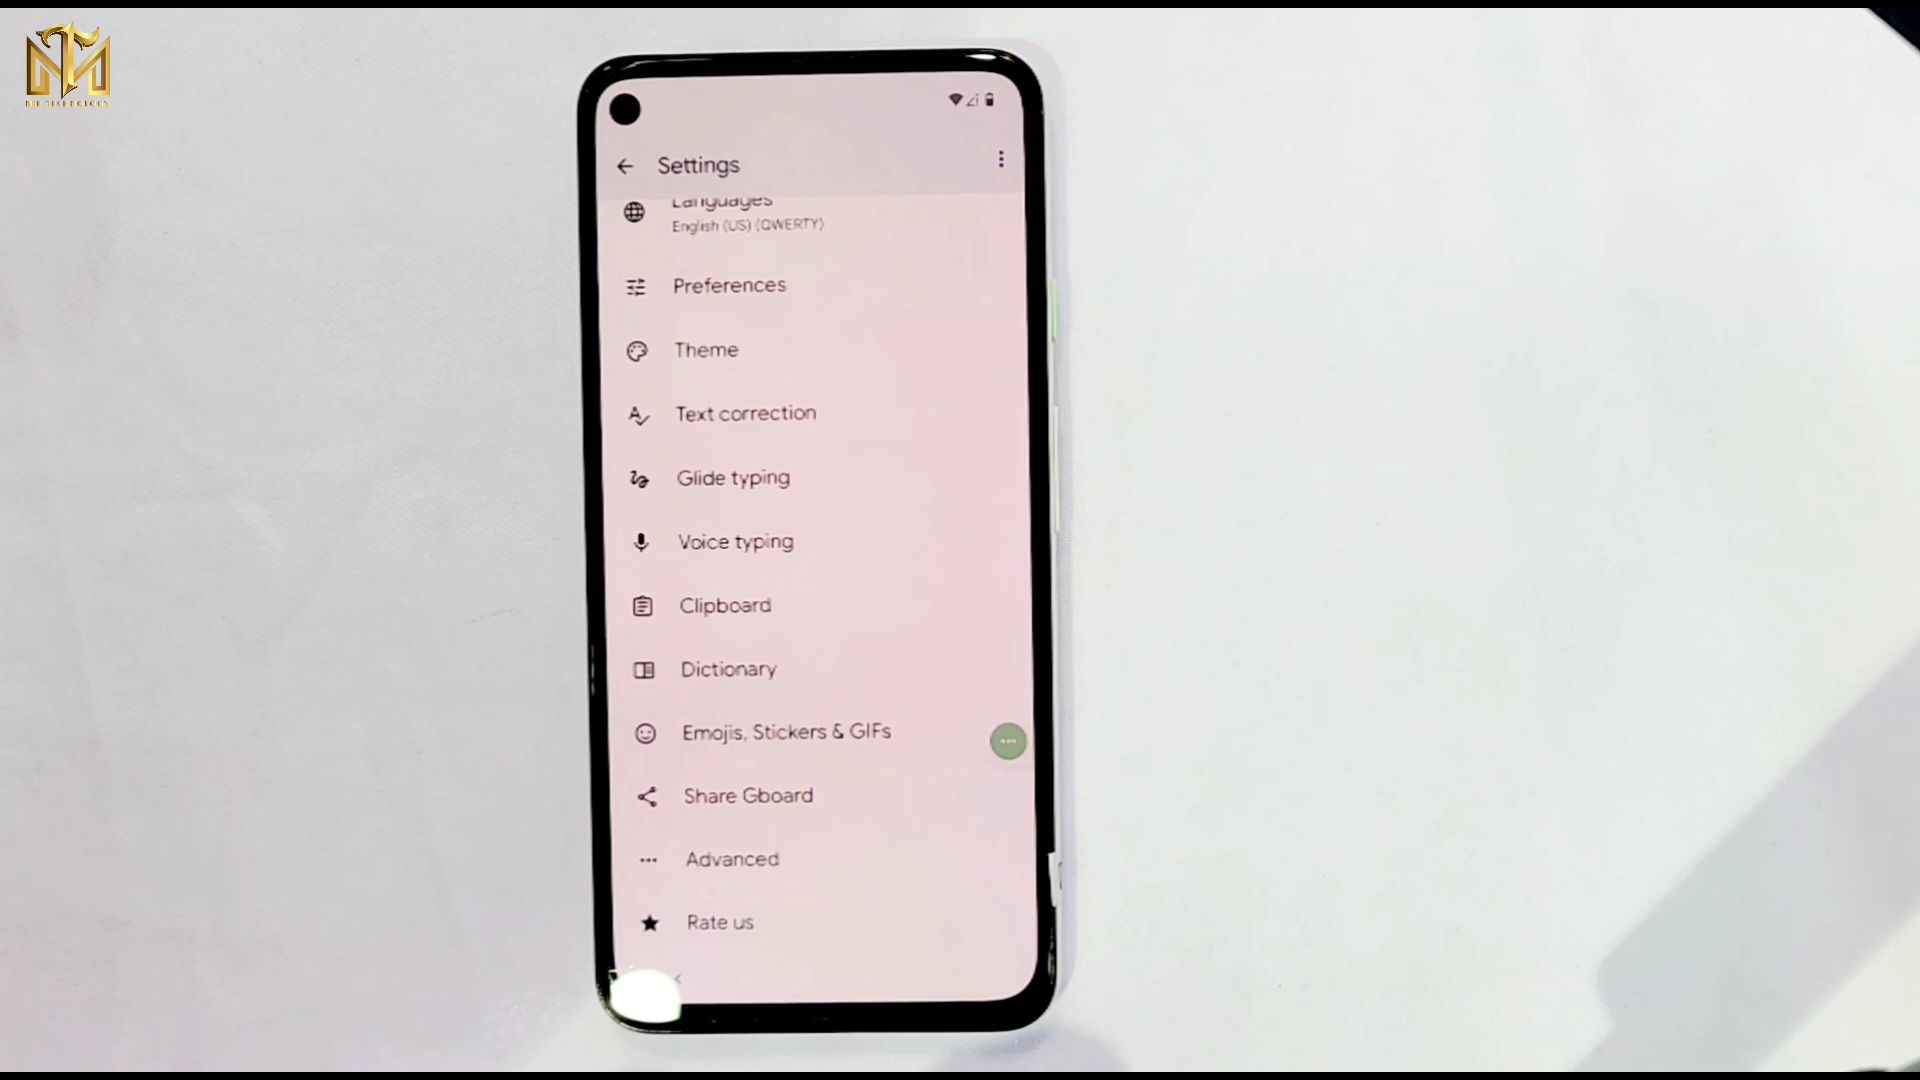 Settings
Languages
English (US) (QWERTY)
Preferences
Theme
Text correction
Glide typing
Voice typing
Clipboard
Dictionary
Emojis, Stickers & GIFs
Share Gboard
Advanced
Rate us